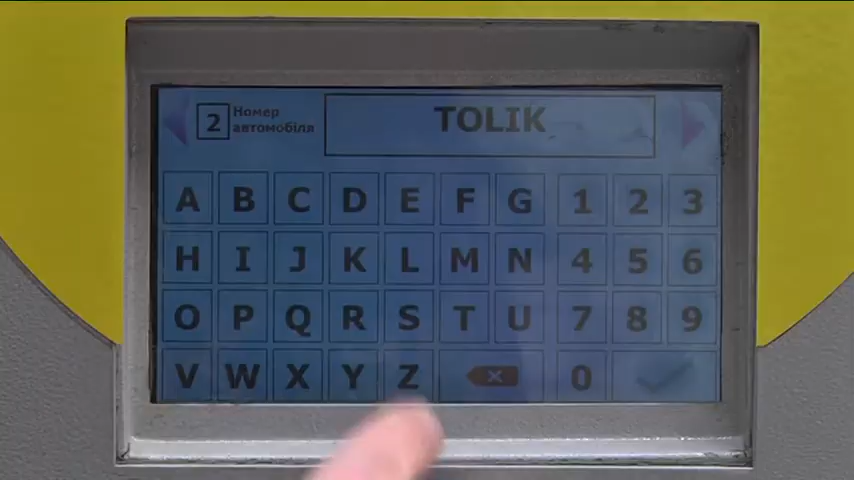 2 Номер автомобіля TOLIK
A B C D E F G 1 2 3
H I J K L M N 4 5 6
O P Q R S T U 7 8 9
V W X Y Z 0